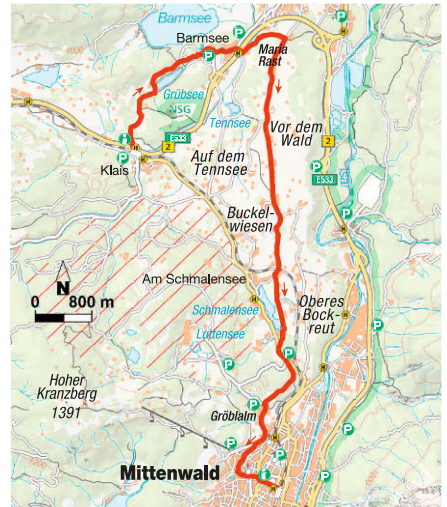 Barmsee
Barmsee
P
P
P
H
Maria
Rast
Grübsee
NSG
Tennsee
E533
2
Vor dem
Wald
2
E533
Isar
i
H
P
H
Klais
Auf dem
Tennsee
P
Buckel-
wiesen
P
H
N
0 800 m
Am Schmalensee
Schmalensee
H
Luttensee
Oberes
Bock-
reut
P
P
H
P
Hoher
Kranzberg
1391
Gröblalm
P
P
H
P
P
Mittenwald
i
H